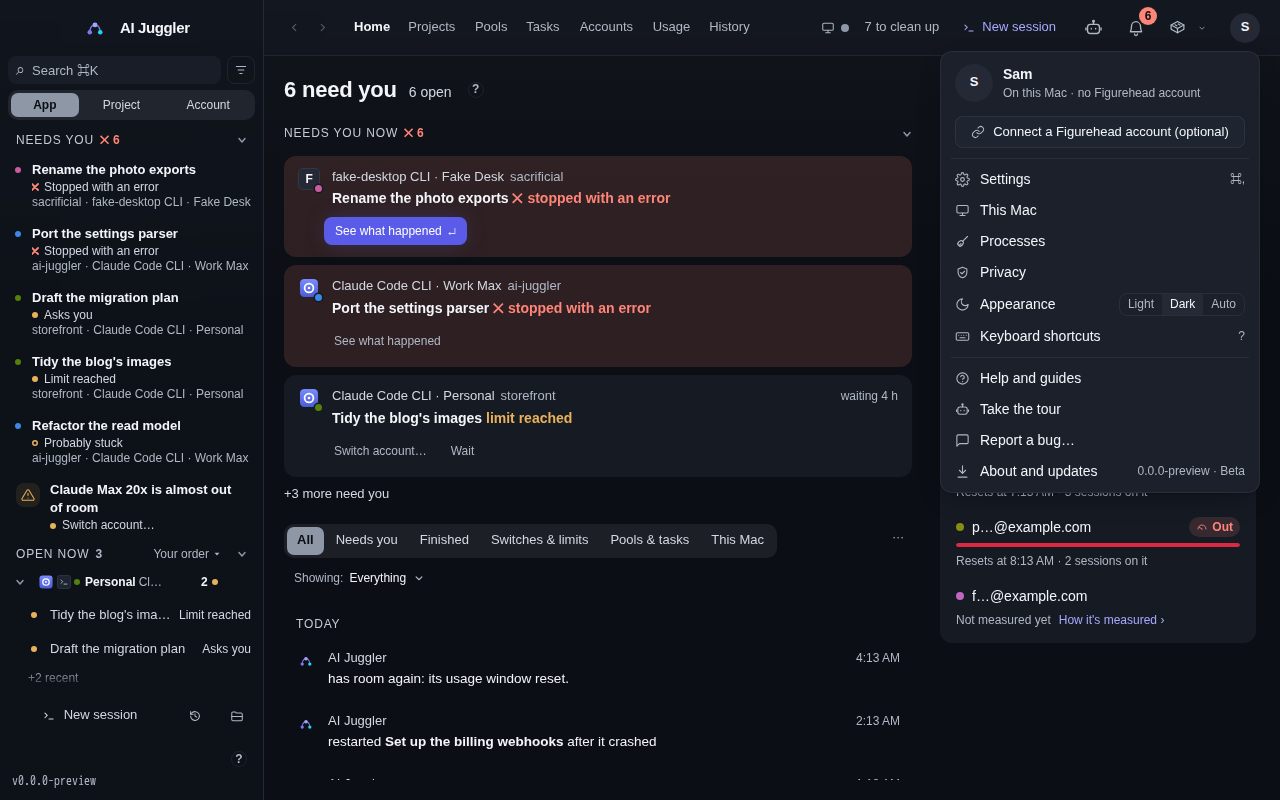 AI Juggler
Search ⌘K
App Project Account
NEEDS YOU 6
Rename the photo exports
Stopped with an error
sacrificial · fake-desktop CLI · Fake Desk
Port the settings parser
Stopped with an error
ai-juggler · Claude Code CLI · Work Max
Draft the migration plan
Asks you
storefront · Claude Code CLI · Personal
Tidy the blog's images
Limit reached
storefront · Claude Code CLI · Personal
Refactor the read model
Probably stuck
ai-juggler · Claude Code CLI · Work Max
Claude Max 20x is almost out
of room
Switch account…
OPEN NOW 3 Your order
Personal Cl… 2
Tidy the blog's ima… Limit reached
Draft the migration plan Asks you
+2 recent
New session
?
v0.0.0-preview
Home Projects Pools Tasks Accounts Usage History
7 to clean up New session 6 S
6 need you 6 open ?
NEEDS YOU NOW 6
F fake-desktop CLI · Fake Desk sacrificial
Rename the photo exports stopped with an error
See what happened
Claude Code CLI · Work Max ai-juggler
Port the settings parser stopped with an error
See what happened
Claude Code CLI · Personal storefront waiting 4 h
Tidy the blog's images limit reached
Switch account… Wait
+3 more need you
All Needs you Finished Switches & limits Pools & tasks This Mac …
Showing: Everything
TODAY
AI Juggler 4:13 AM
has room again: its usage window reset.
AI Juggler 2:13 AM
restarted Set up the billing webhooks after it crashed
S Sam
On this Mac · no Figurehead account
Connect a Figurehead account (optional)
Settings ⌘,
This Mac
Processes
Privacy
Appearance Light Dark Auto
Keyboard shortcuts ?
Help and guides
Take the tour
Report a bug…
About and updates 0.0.0-preview · Beta
p…@example.com Out
Resets at 8:13 AM · 2 sessions on it
f…@example.com
Not measured yet How it's measured ›